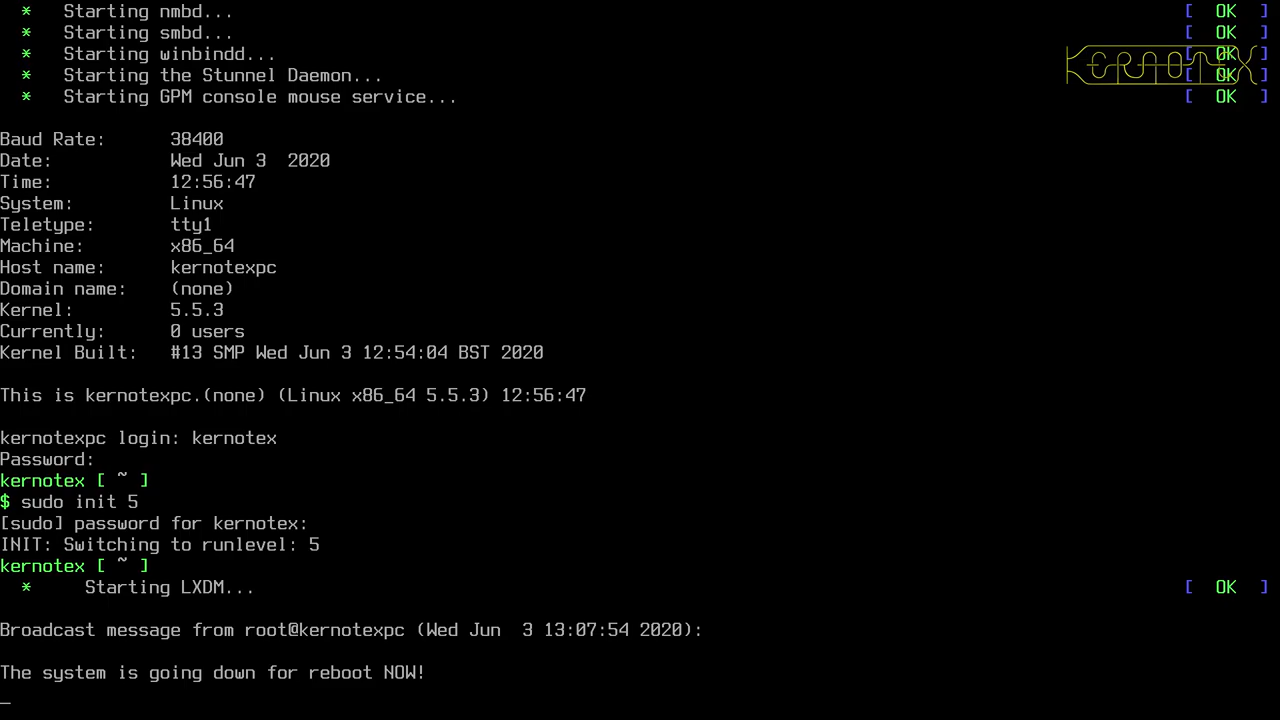 *   Starting nmbd...   [  OK  ]
*   Starting smbd...   [  OK  ]
*   Starting winbindd...   [  OK  ]
*   Starting the Stunnel Daemon...   [  OK  ]
*   Starting GPM console mouse service...   [  OK  ]
KERNOTEX
Baud Rate:      38400
Date:           Wed Jun 3  2020
Time:           12:56:47
System:         Linux
Teletype:       tty1
Machine:        x86_64
Host name:      kernotexpc
Domain name:    (none)
Kernel:         5.5.3
Currently:      0 users
Kernel Built:   #13 SMP Wed Jun 3 12:54:04 BST 2020
This is kernotexpc.(none) (Linux x86_64 5.5.3) 12:56:47
kernotexpc login: kernotex
Password:
kernotex [ ~ ]
$ sudo init 5
[sudo] password for kernotex:
INIT: Switching to runlevel: 5
kernotex [ ~ ]
*     Starting LXDM...   [  OK  ]
Broadcast message from root@kernotexpc (Wed Jun  3 13:07:54 2020):
The system is going down for reboot NOW!
_